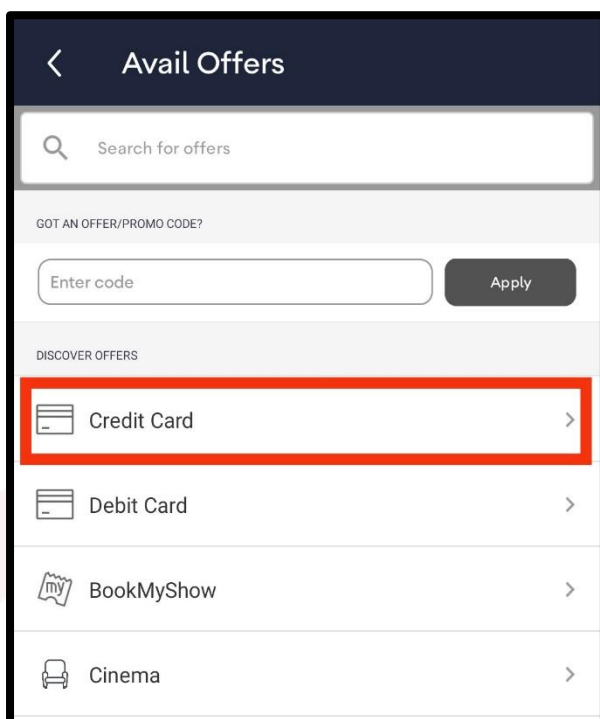 Avail Offers
Search for offers
GOT AN OFFER/PROMO CODE?
Enter code
Apply
DISCOVER OFFERS
Credit Card
Debit Card
my
BookMyShow
Cinema